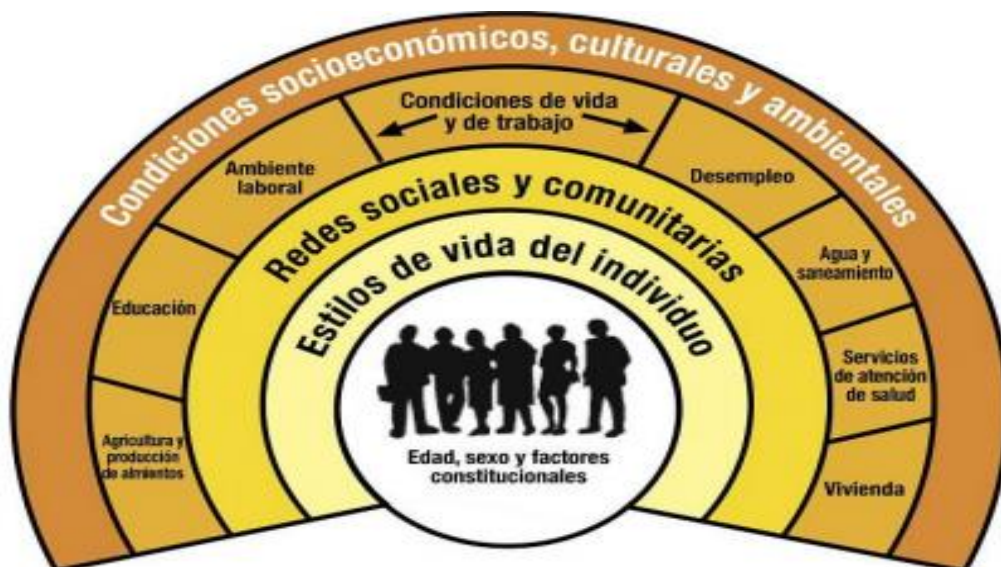 Condiciones socioeconómicos, culturales y ambientales
Condiciones de vida
y de trabajo
Ambiente
laboral
Desempleo
Redes sociales y comunitarias
Agua y
saneamiento
Estilos de vida del individuo
Educación
Servicios
de atención
de salud
Agricultura y
producción
de almientos
Edad, sexo y factores
constitucionales
Vivienda